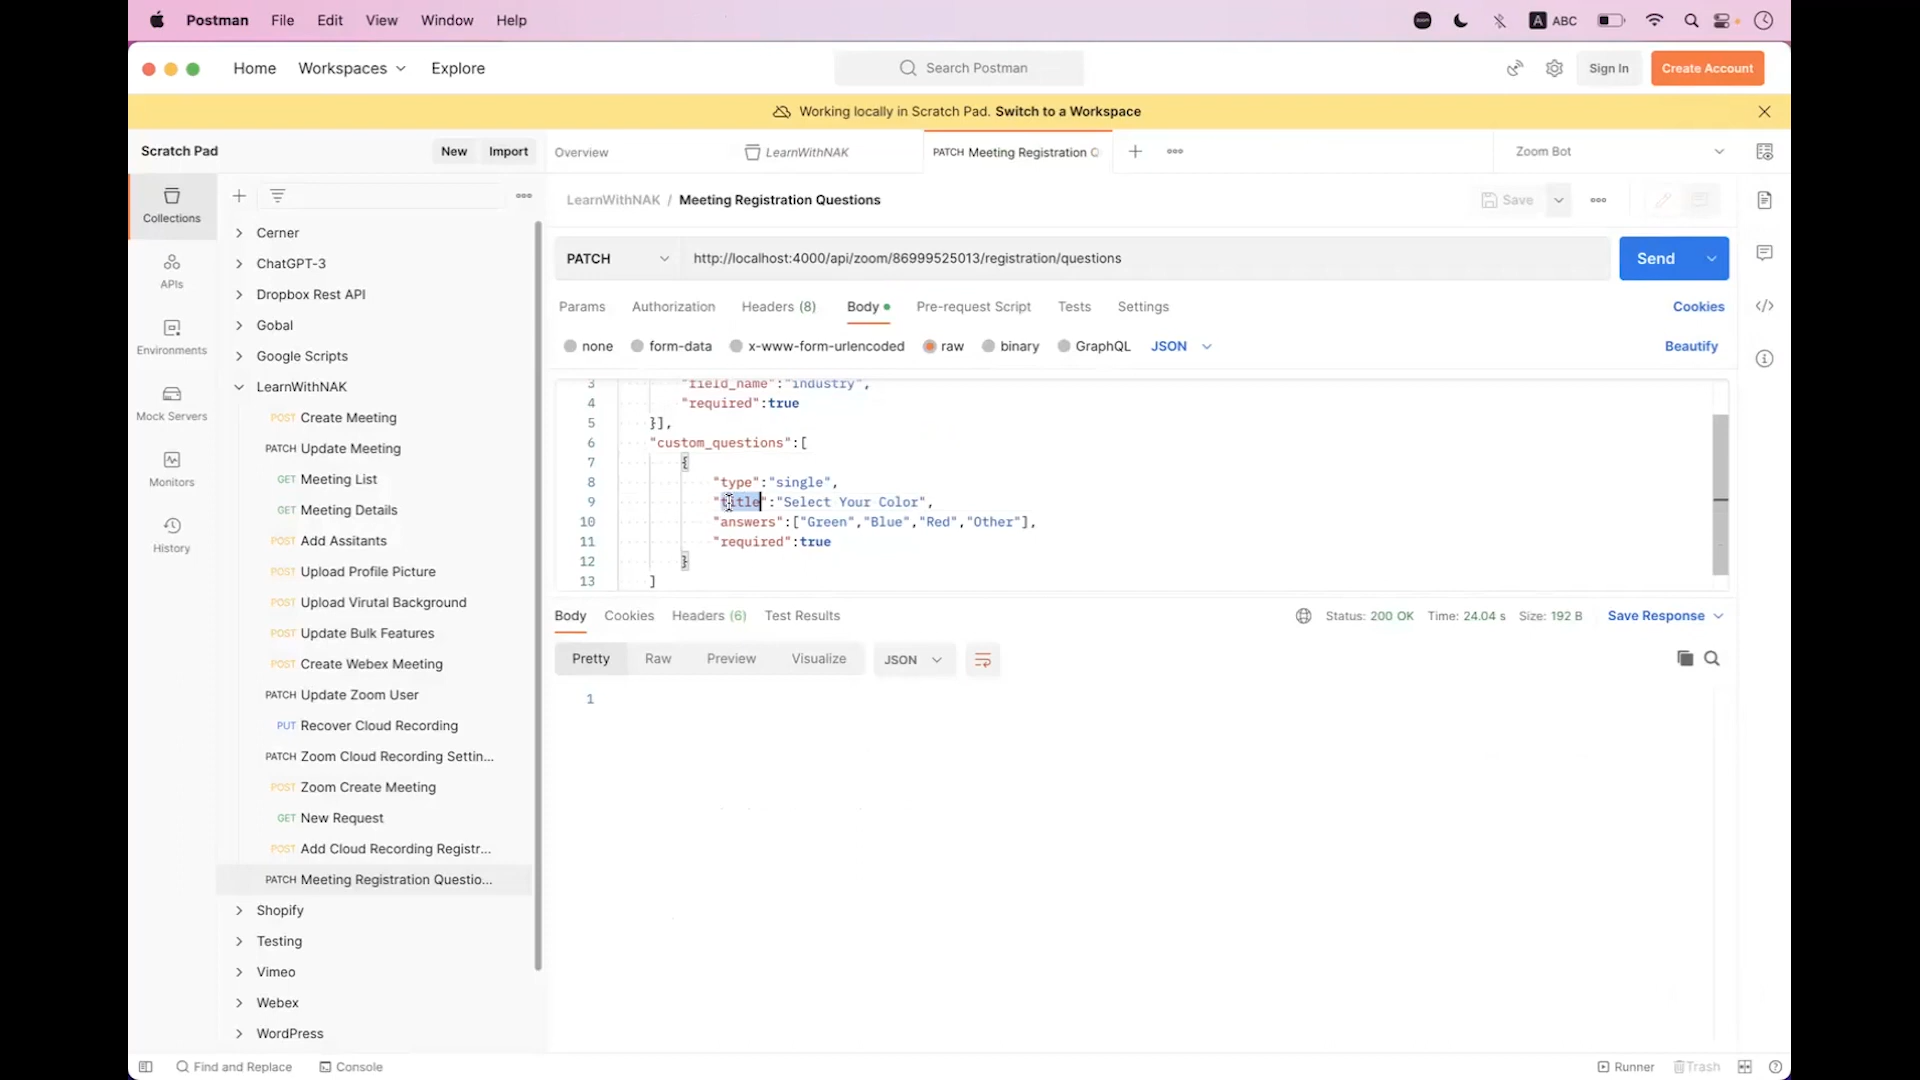 Postman File Edit View Window Help A ABC
Home Workspaces Explore Search Postman Sign In Create Account
Working locally in Scratch Pad. Switch to a Workspace
Scratch Pad New Import Overview LearnWithNAK PATCH Meeting Registration Q Zoom Bot
Collections
APIs
Environments
Mock Servers
Monitors
History
Cerner
ChatGPT-3
Dropbox Rest API
Gobal
Google Scripts
LearnWithNAK
POST Create Meeting
PATCH Update Meeting
GET Meeting List
GET Meeting Details
POST Add Assitants
POST Upload Profile Picture
POST Upload Virutal Background
POST Update Bulk Features
POST Create Webex Meeting
PATCH Update Zoom User
PUT Recover Cloud Recording
PATCH Zoom Cloud Recording Settin...
POST Zoom Create Meeting
GET New Request
POST Add Cloud Recording Registr...
PATCH Meeting Registration Questio...
Shopify
Testing
Vimeo
Webex
WordPress
LearnWithNAK / Meeting Registration Questions Save
PATCH http://localhost:4000/api/zoom/86999525013/registration/questions Send
Params Authorization Headers (8) Body Pre-request Script Tests Settings Cookies
none form-data x-www-form-urlencoded raw binary GraphQL JSON Beautify
3 "field_name":"industry",
4 "required":true
5 }],
6 "custom_questions":[
7 {
8 "type":"single",
9 "title":"Select Your Color",
10 "answers":["Green","Blue","Red","Other"],
11 "required":true
12 }
13 ]
Body Cookies Headers (6) Test Results Status: 200 OK Time: 24.04 s Size: 192 B Save Response
Pretty Raw Preview Visualize JSON
1
Find and Replace Console Runner Trash